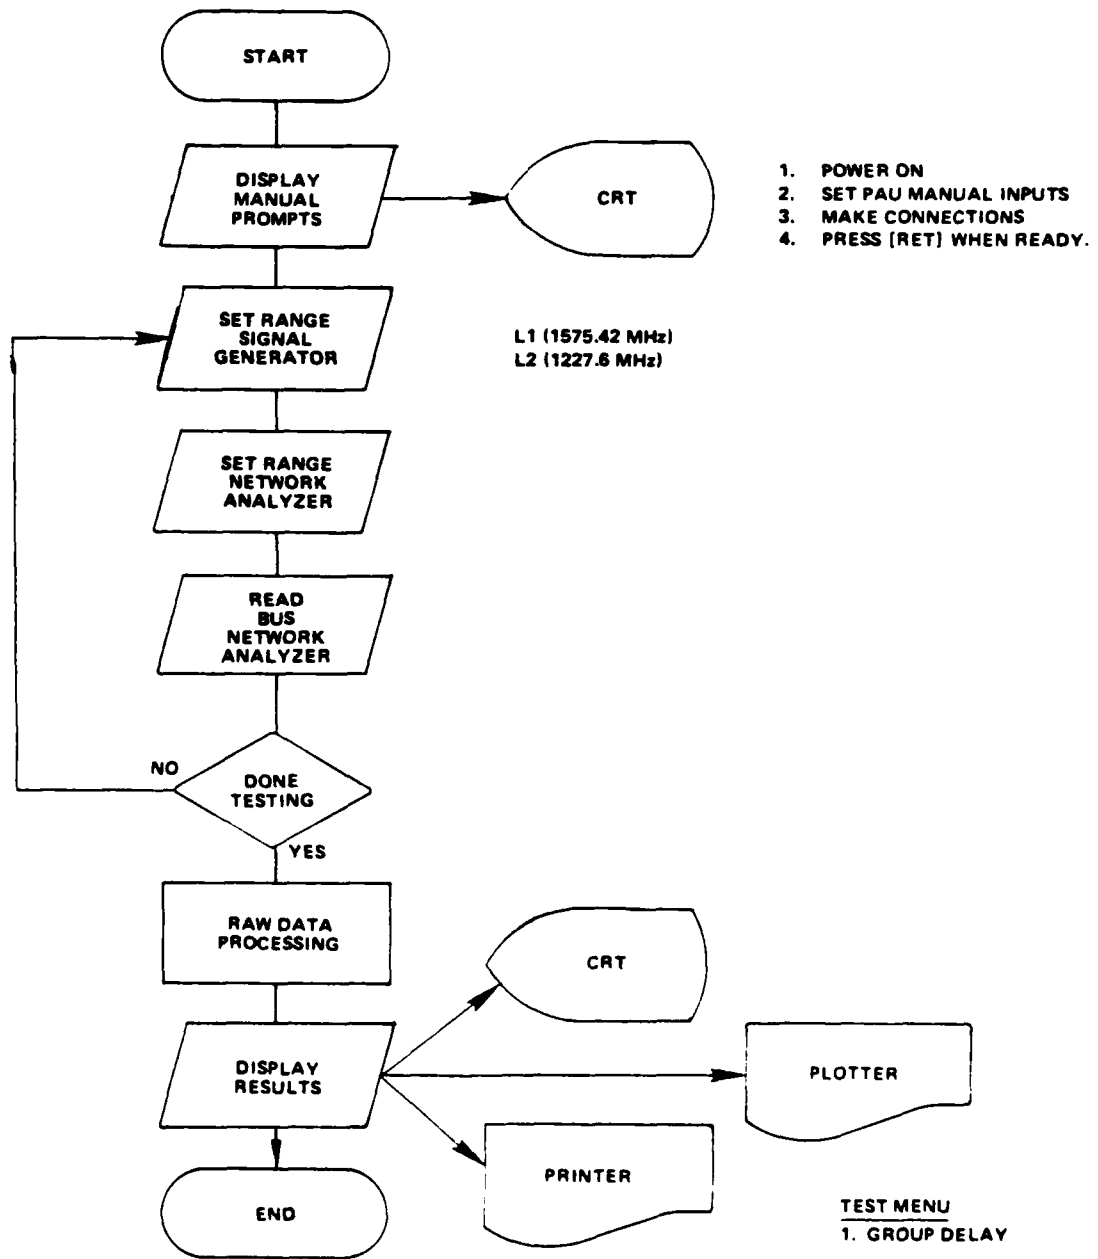 START
DISPLAY
MANUAL
PROMPTS
CRT
1. POWER ON
2. SET PAU MANUAL INPUTS
3. MAKE CONNECTIONS
4. PRESS [RET] WHEN READY.
SET RANGE
SIGNAL
GENERATOR
L1 (1575.42 MHz)
L2 (1227.6 MHz)
SET RANGE
NETWORK
ANALYZER
READ
BUS
NETWORK
ANALYZER
NO
DONE
TESTING
YES
RAW DATA
PROCESSING
CRT
DISPLAY
RESULTS
PLOTTER
PRINTER
END
TEST MENU
1. GROUP DELAY